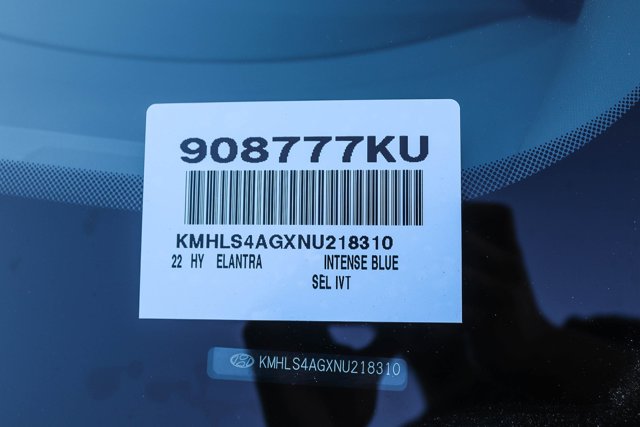 908777KU
KMHLS4AGXNU218310
22 HY ELANTRA INTENSE BLUE
SEL IVT
KMHLS4AGXNU218310